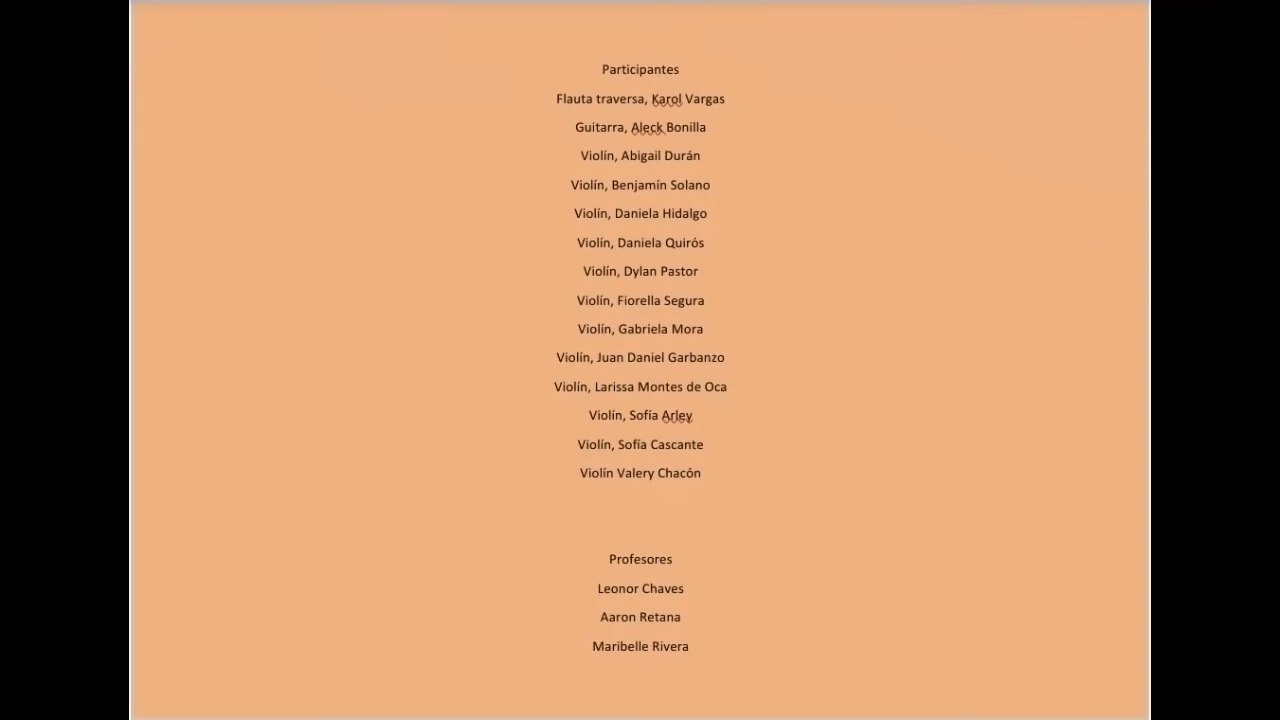 Participantes
Flauta traversa, Karol Vargas
Guitarra, Aleck Bonilla
Violín, Abigail Durán
Violín, Benjamín Solano
Violín, Daniela Hidalgo
Violín, Daniela Quirós
Violín, Dylan Pastor
Violín, Fiorella Segura
Violín, Gabriela Mora
Violín, Juan Daniel Garbanzo
Violín, Larissa Montes de Oca
Violín, Sofía Arley
Violín, Sofía Cascante
Violín Valery Chacón
Profesores
Leonor Chaves
Aaron Retana
Maribelle Rivera